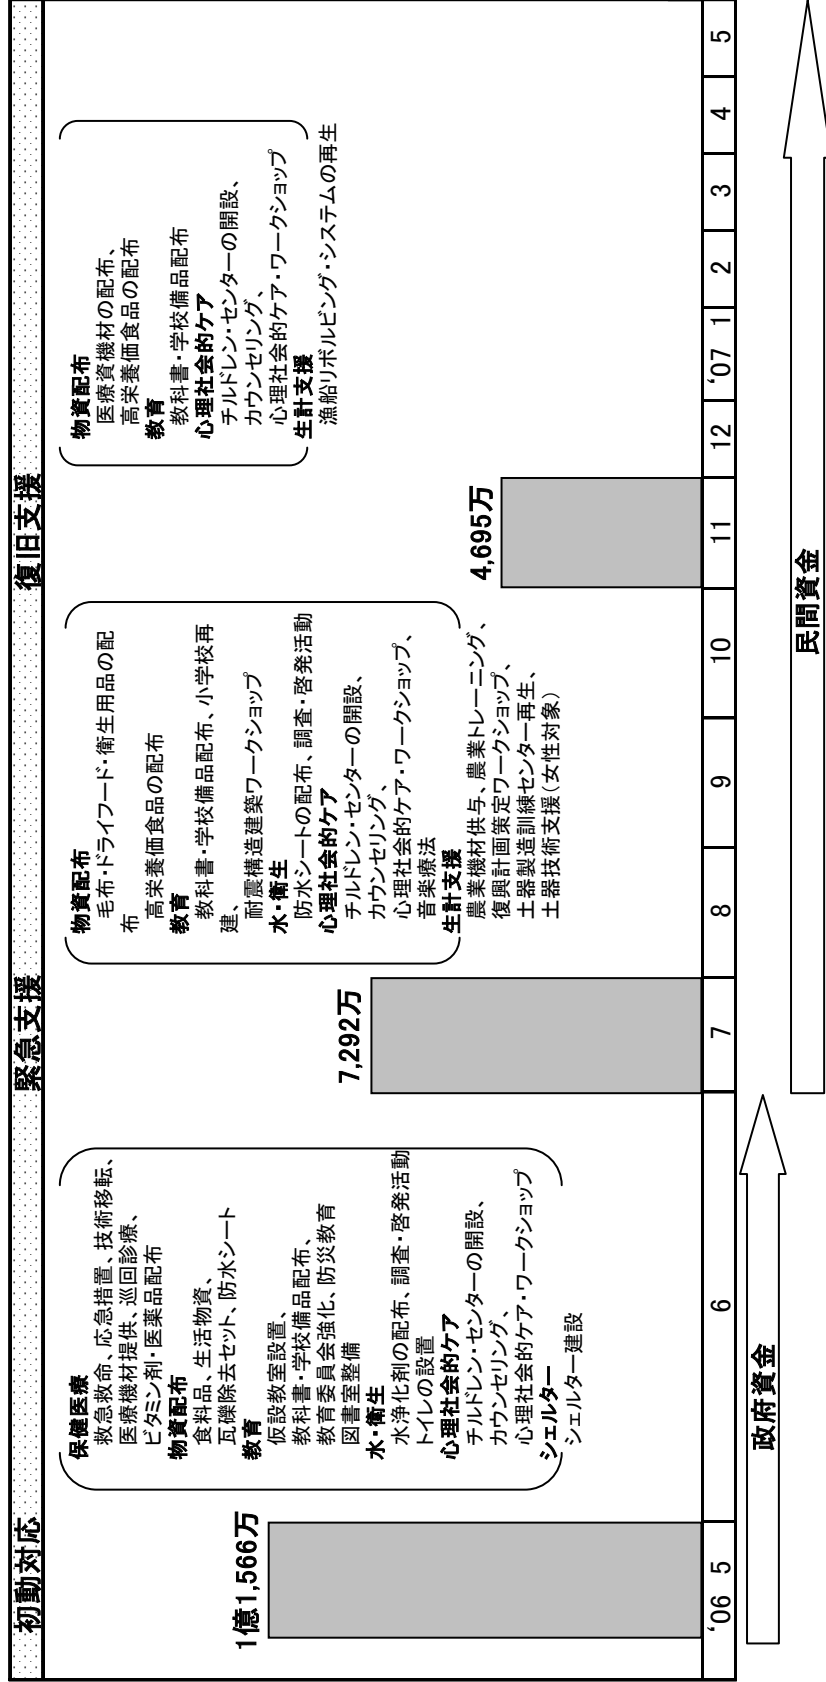 初動対応
緊急支援
復旧支援
1億1,566万
保健医療
救急救命、応急措置、技術移転、
医療機材提供、巡回診療、
ビタミン剤・医薬品配布
物資配布
食料品、生活物資、
瓦礫除去セット、防水シート
教育
仮設教室設置、
教科書・学校備品配布、
教育委員会強化、防災教育
図書室整備
水・衛生
水浄化剤の配布、調査・啓発活動
トイレの設置
心理社会的ケア
チルドレン・センターの開設、
カウンセリング、
心理社会的ケア・ワークショップ
シェルター
シェルター建設
7,292万
物資配布
毛布・ドライフード・衛生用品の配
布
高栄養価食品の配布
教育
教科書・学校備品配布、小学校再
建、
耐震構造建築ワークショップ
水・衛生
防水シートの配布、調査・啓発活動
心理社会的ケア
チルドレン・センターの開設、
カウンセリング、
心理社会的ケア・ワークショップ、
音楽療法
生計支援
農業機材供与、農業トレーニング、
復興計画策定ワークショップ、
土器製造訓練センター再生、
土器技術支援（女性対象）
4,695万
物資配布
医療資機材の配布、
高栄養価食品の配布
教育
教科書・学校備品配布
心理社会的ケア
チルドレン・センターの開設、
カウンセリング、
心理社会的ケア・ワークショップ
生計支援
漁船リボルビング・システムの再生
‘06 5 6 7 8 9 10 11 12 ‘07 1 2 3 4 5
政府資金
民間資金